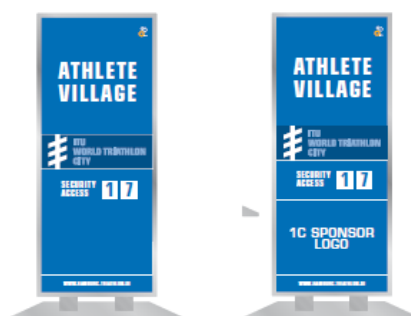 ATHLETE
VILLAGE
ITU
WORLD TRIATHLON
CITY
SECURITY
ACCESS 1 7
ATHLETE
VILLAGE
ITU
WORLD TRIATHLON
CITY
SECURITY
ACCESS 1 7
1C SPONSOR
LOGO